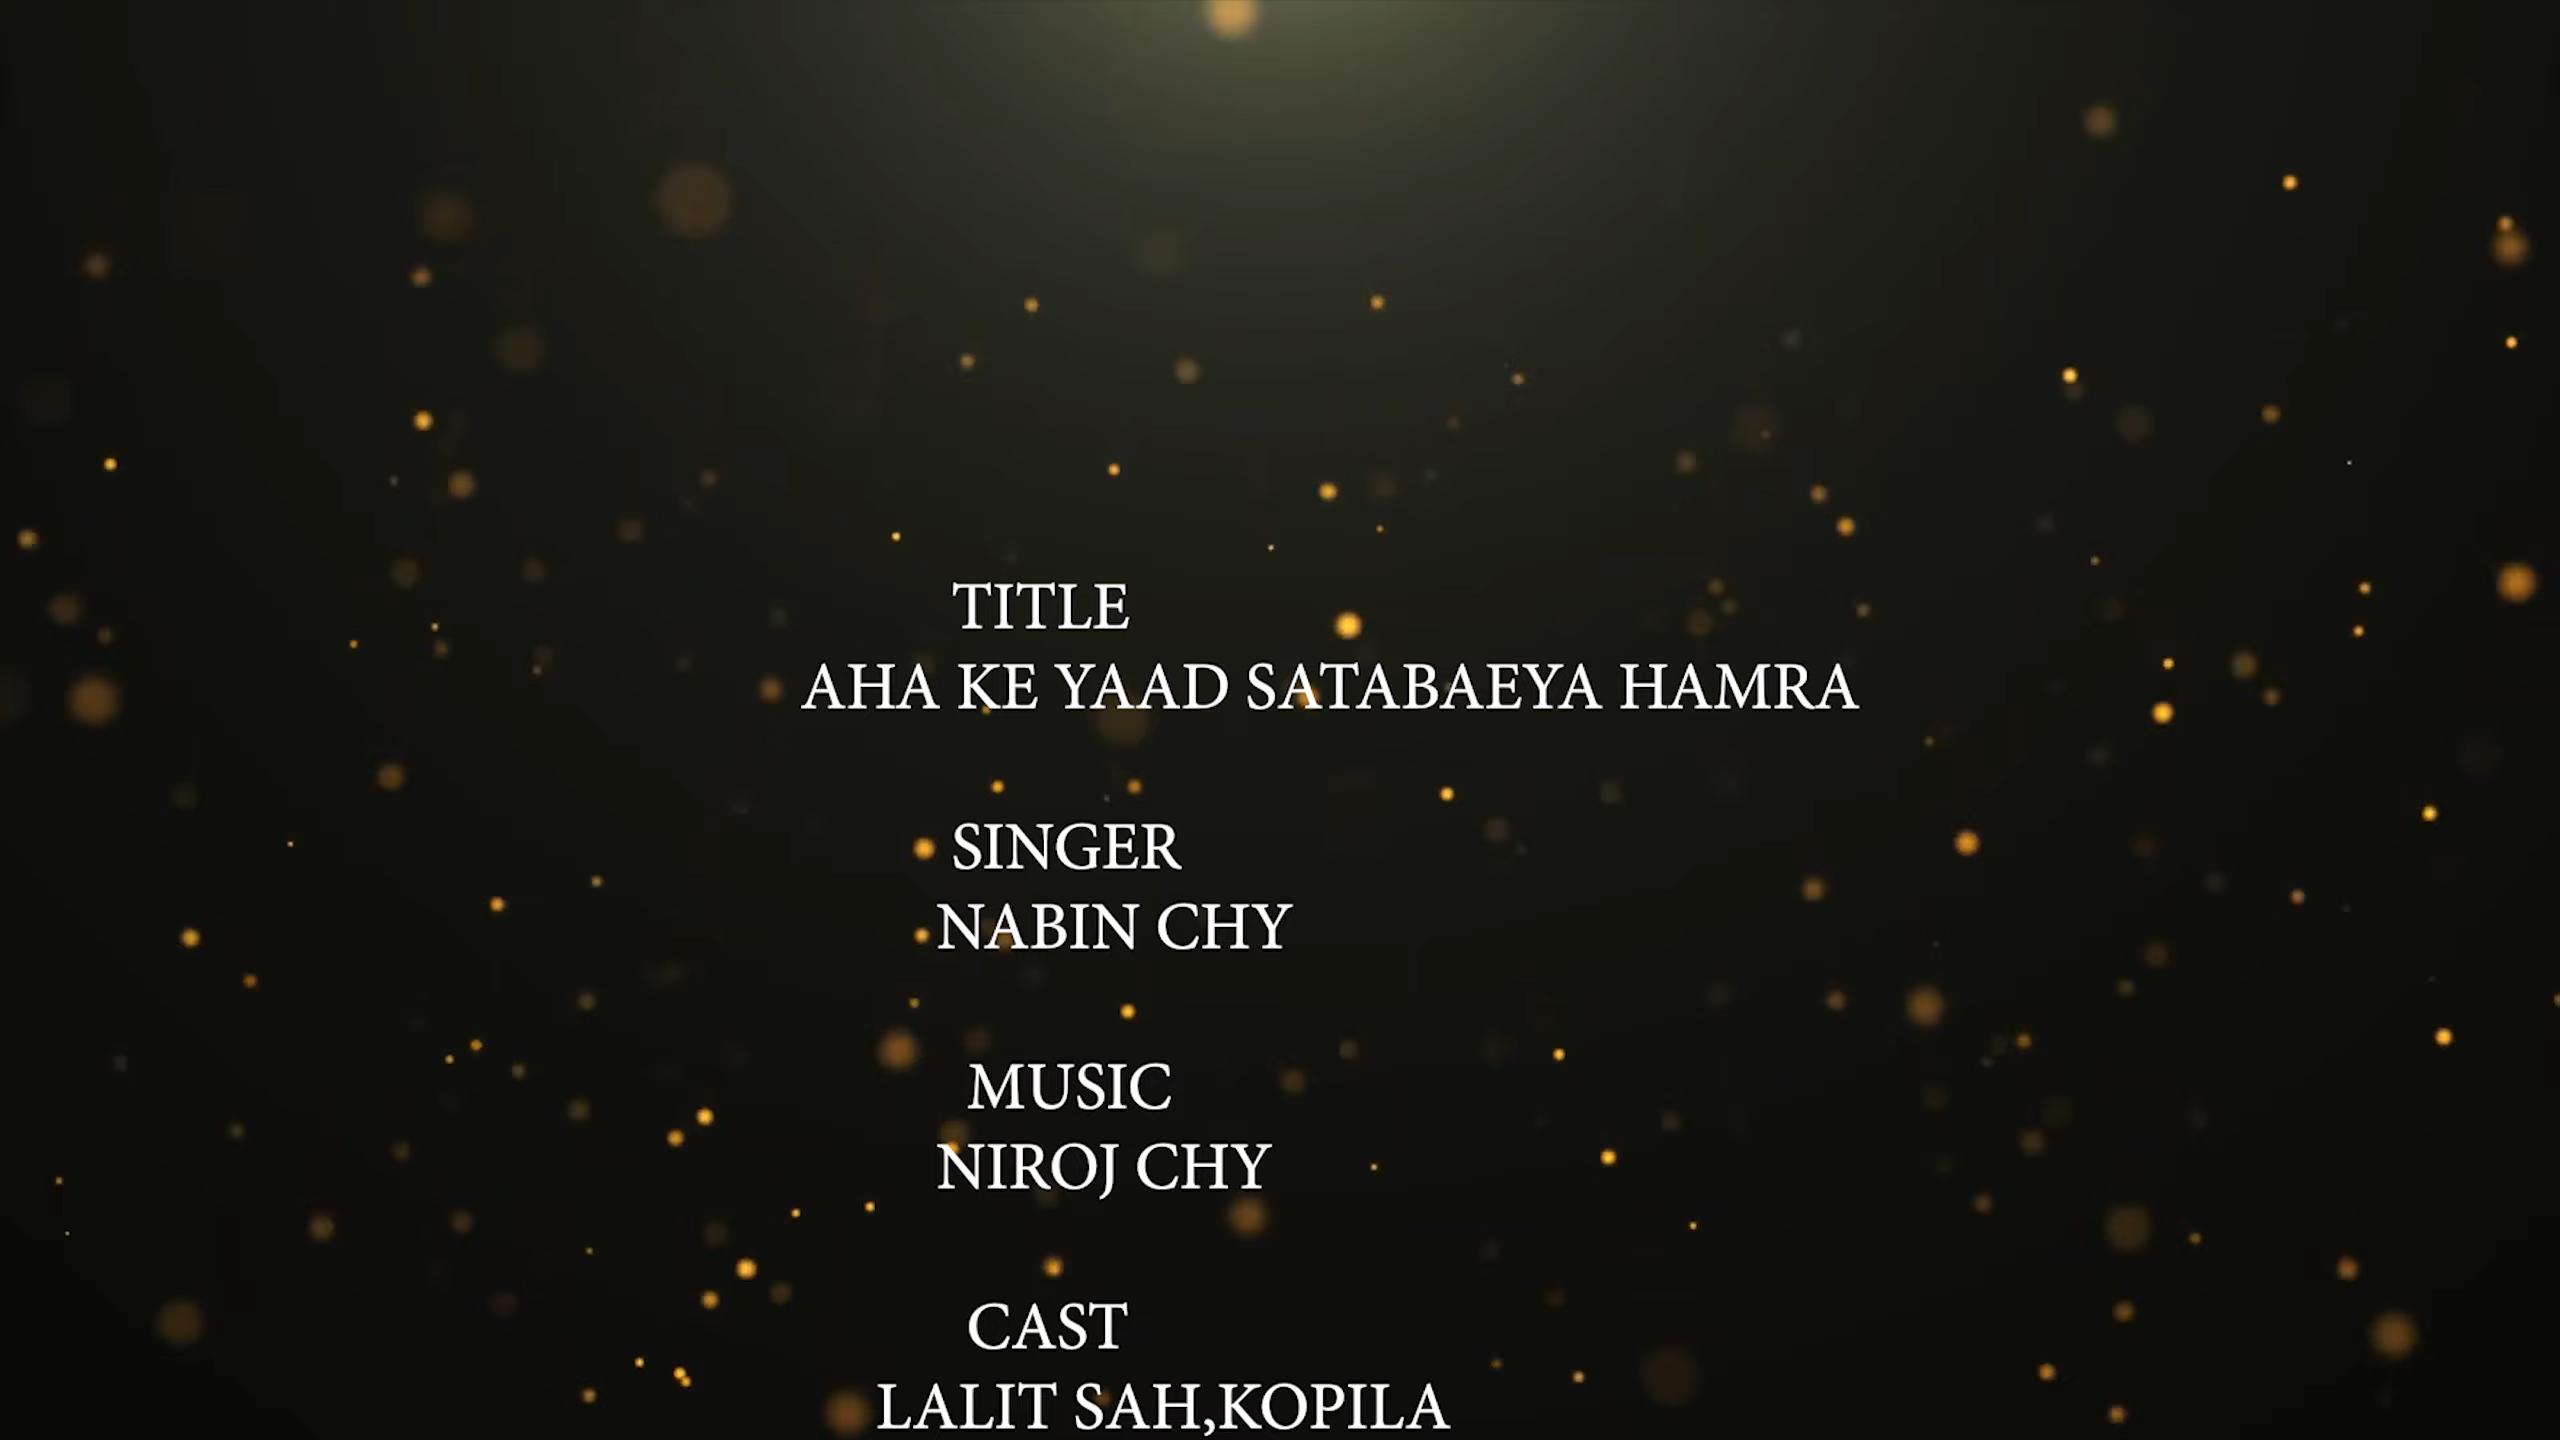 TITLE
AHA KE YAAD SATABAEYA HAMRA
SINGER
NABIN CHY
MUSIC
NIROJ CHY
CAST
LALIT SAH,KOPILA